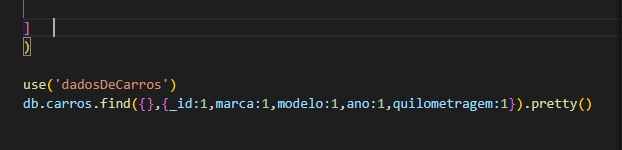 ]
)
use('dadosDeCarros')
db.carros.find({},{_id:1,marca:1,modelo:1,ano:1,quilometragem:1}).pretty()